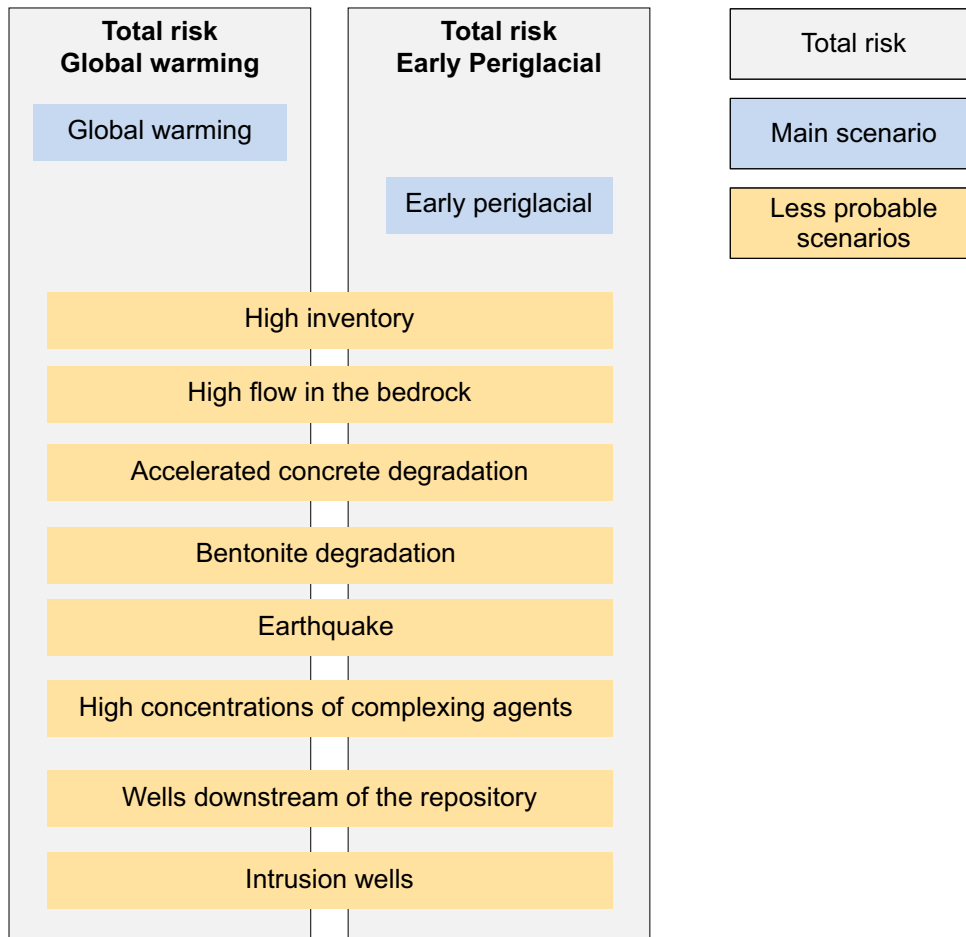 Total risk
Global warming
Total risk
Early Periglacial
Total risk
Global warming
Main scenario
Early periglacial
Less probable
scenarios
High inventory
High flow in the bedrock
Accelerated concrete degradation
Bentonite degradation
Earthquake
High concentrations of complexing agents
Wells downstream of the repository
Intrusion wells